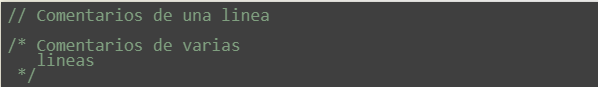 // Comentarios de una linea
/* Comentarios de varias
lineas
*/